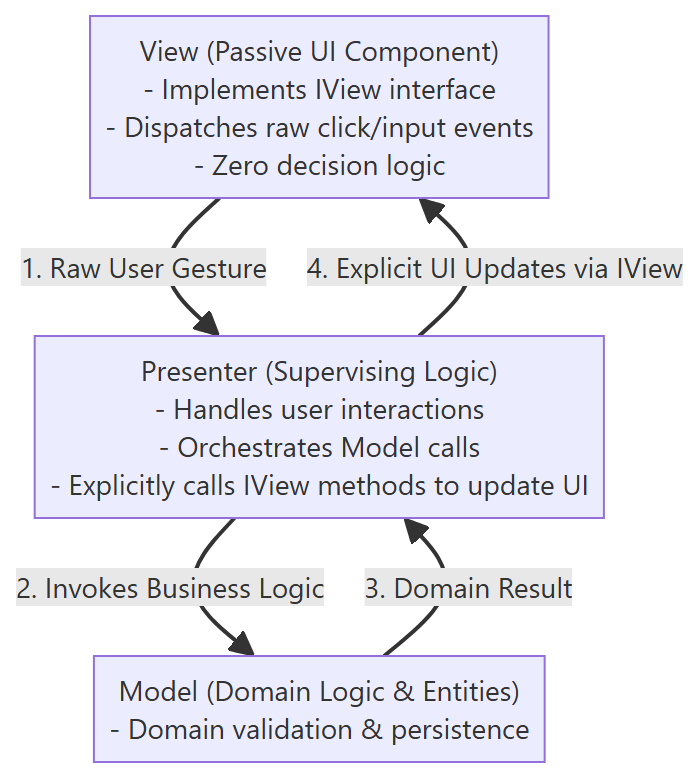 View (Passive UI Component)
- Implements IView interface
- Dispatches raw click/input events
- Zero decision logic
1. Raw User Gesture
4. Explicit UI Updates via IView
Presenter (Supervising Logic)
- Handles user interactions
- Orchestrates Model calls
- Explicitly calls IView methods to update UI
2. Invokes Business Logic
3. Domain Result
Model (Domain Logic & Entities)
- Domain validation & persistence